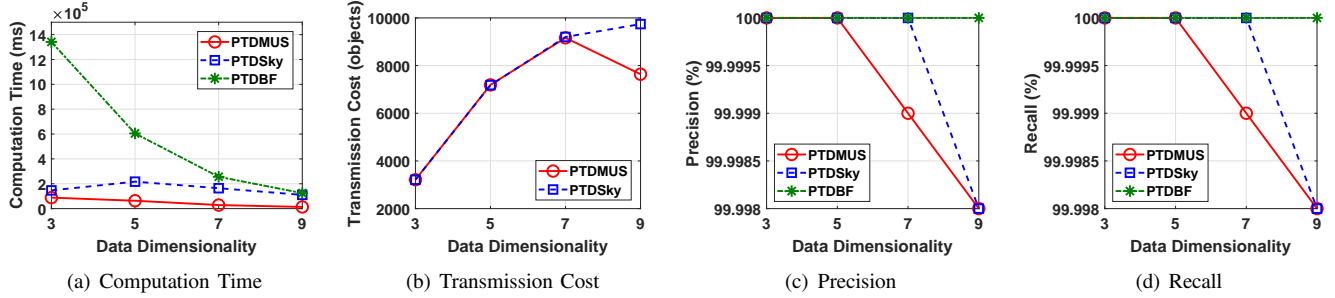 ×10⁵
14
12
10
8
6
4
2
0
Computation Time (ms)
PTDMUS
PTDSky
PTDBF
3 5 7 9
Data Dimensionality
(a) Computation Time
10000
8000
6000
4000
2000
Transmission Cost (objects)
PTDMUS
PTDSky
3 5 7 9
Data Dimensionality
(b) Transmission Cost
100
99.9995
99.999
99.9985
99.998
Precision (%)
PTDMUS
PTDSky
PTDBF
3 5 7 9
Data Dimensionality
(c) Precision
100
99.9995
99.999
99.9985
99.998
Recall (%)
PTDMUS
PTDSky
PTDBF
3 5 7 9
Data Dimensionality
(d) Recall